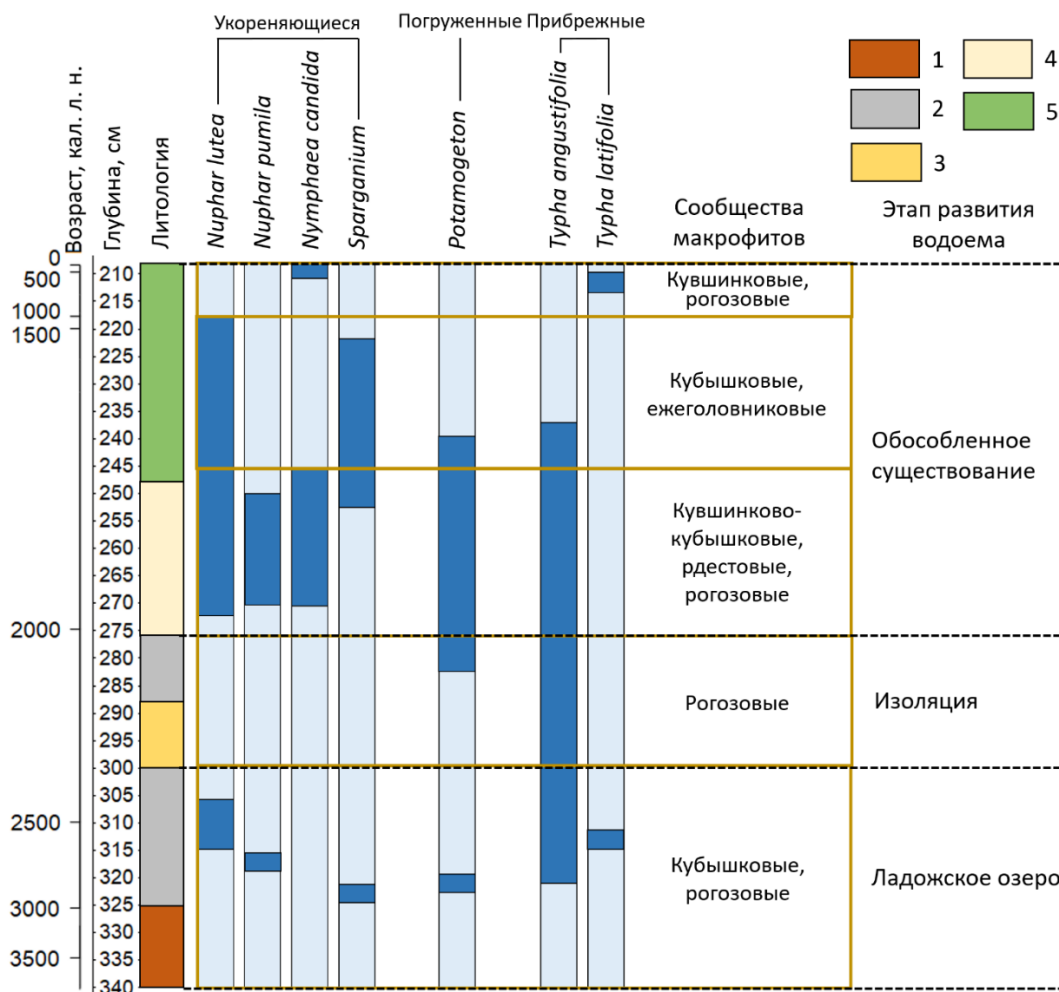 Укореняющиеся
Погруженные
Прибрежные
Возраст, кал. л. н.
Глубина, см
Литология
Nuphar lutea
Nuphar pumila
Nymphaea candida
Sparganium
Potamogeton
Typha angustifolia
Typha latifolia
Сообщества
макрофитов
Этап развития
водоема
1
2
3
4
5
0
500
1000
1500
2000
2500
3000
3500
210
215
220
225
230
235
240
245
250
255
260
265
270
275
280
285
290
295
300
305
310
315
320
325
330
335
340
Кувшинковые,
рогозовые
Кубышковые,
ежеголовниковые
Кувшинково-
кубышковые,
рдестовые,
рогозовые
Рогозовые
Кубышковые,
рогозовые
Обособленное
существование
Изоляция
Ладожское озеро